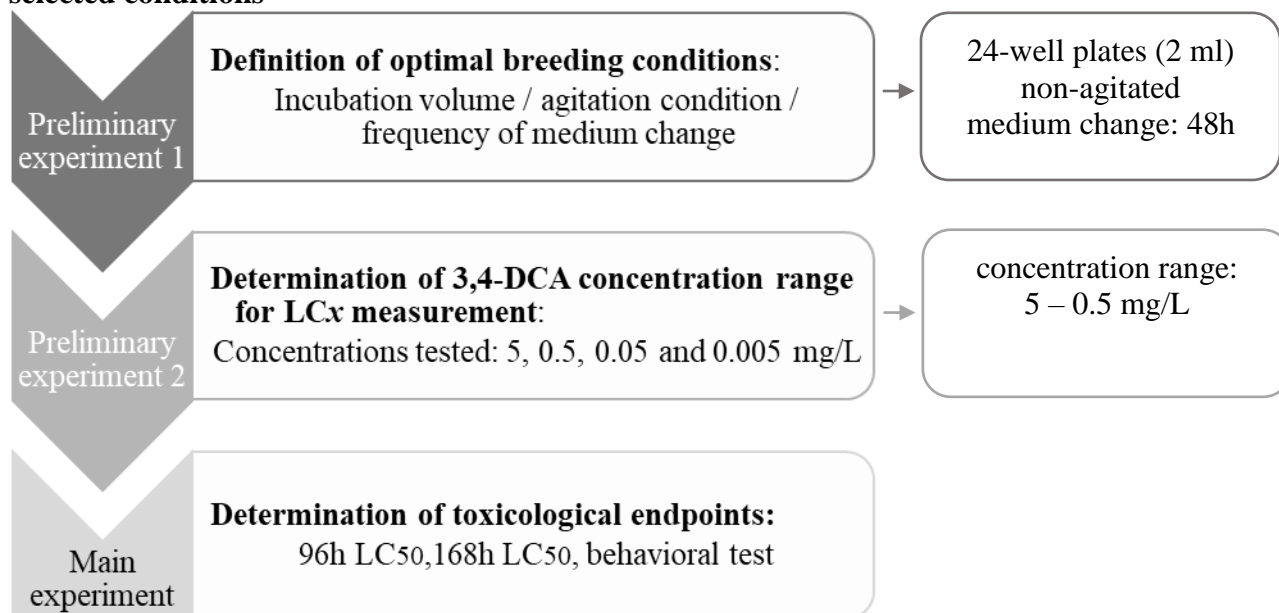 selected conditions
Preliminary
experiment 1
Definition of optimal breeding conditions:
Incubation volume / agitation condition /
frequency of medium change
24-well plates (2 ml)
non-agitated
medium change: 48h
Preliminary
experiment 2
Determination of 3,4-DCA concentration range
for LCx measurement:
Concentrations tested: 5, 0.5, 0.05 and 0.005 mg/L
concentration range:
5 – 0.5 mg/L
Main
experiment
Determination of toxicological endpoints:
96h LC50,168h LC50, behavioral test